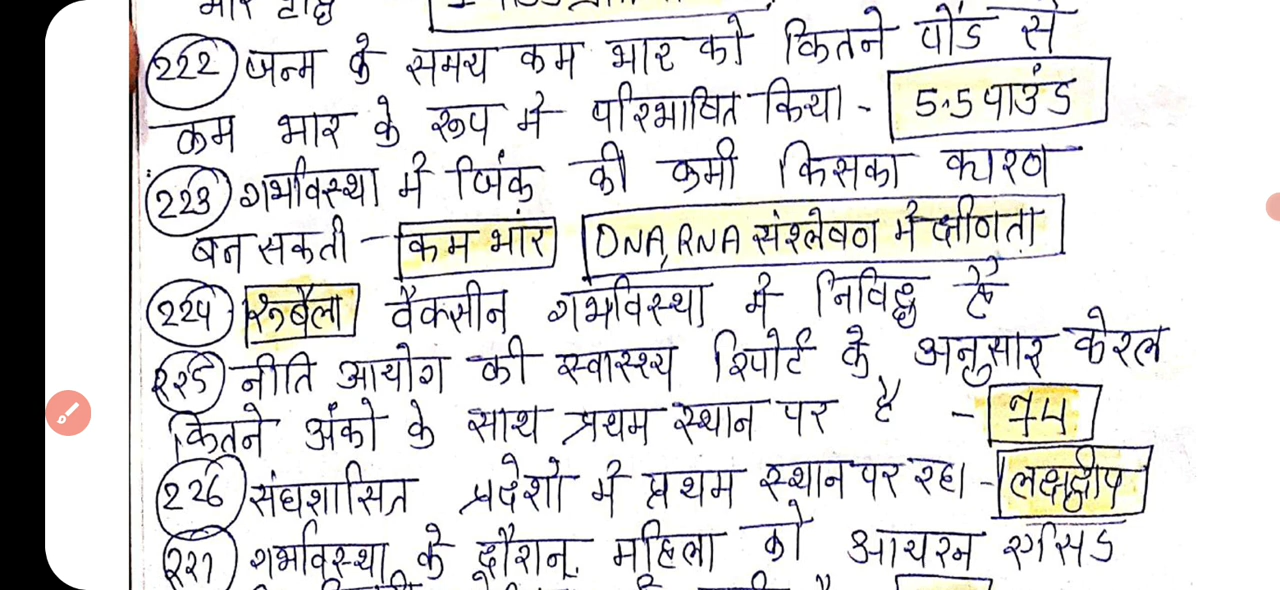 222 जन्म के समय कम भार को कितने पोंड से
कम भार के रूप मे परिभाषित किया - 5.5 पाउंड
223 गर्भावस्था में जिंक की कमी किसका कारण
बन सकती - कम भार DNA, RNA संश्लेषण में क्षीणता
224 रुबैला वैक्सीन गर्भावस्था मे निषिद्ध है
225 नीति आयोग की स्वास्थ्य रिपोर्ट के अनुसार केरल
कितने अंको के साथ प्रथम स्थान पर है - 74
226 संघशासित प्रदेशो में प्रथम स्थान पर रहा - लक्षद्वीप
227 गर्भावस्था के दौरान महिला को आयरन एसिड